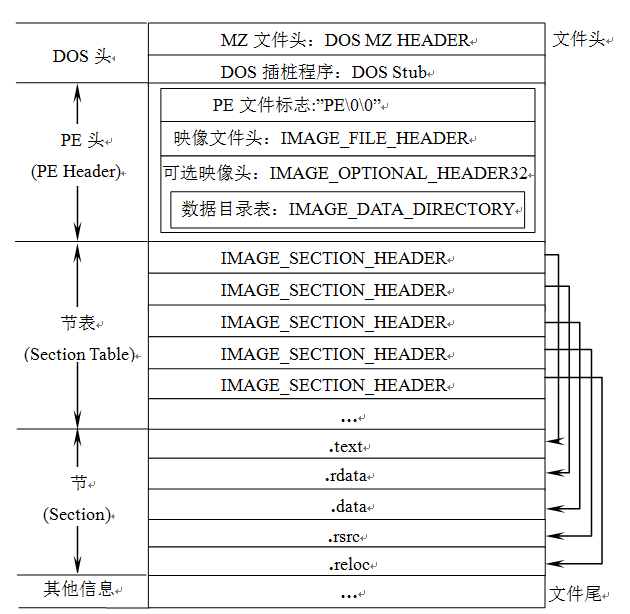 MZ 文件头：DOS MZ HEADER
文件头
DOS 头
DOS 插桩程序：DOS Stub
PE 文件标志:”PE\0\0”
PE 头
(PE Header)
映像文件头：IMAGE_FILE_HEADER
可选映像头：IMAGE_OPTIONAL_HEADER32
数据目录表：IMAGE_DATA_DIRECTORY
IMAGE_SECTION_HEADER
IMAGE_SECTION_HEADER
节表
(Section Table)
IMAGE_SECTION_HEADER
IMAGE_SECTION_HEADER
IMAGE_SECTION_HEADER
...
.text
.rdata
节
(Section)
.data
.rsrc
.reloc
其他信息
...
文件尾